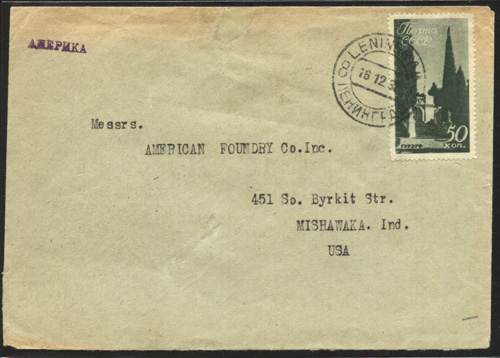 АМЕРИКА
Почта
СССР
LENINGRAD
16 12
ЛЕНИНГРАД
50
коп.
Messrs.
AMERICAN FOUNDRY Co.Inc.
451 So. Byrkit Str.
MISHAWAKA. Ind.
USA